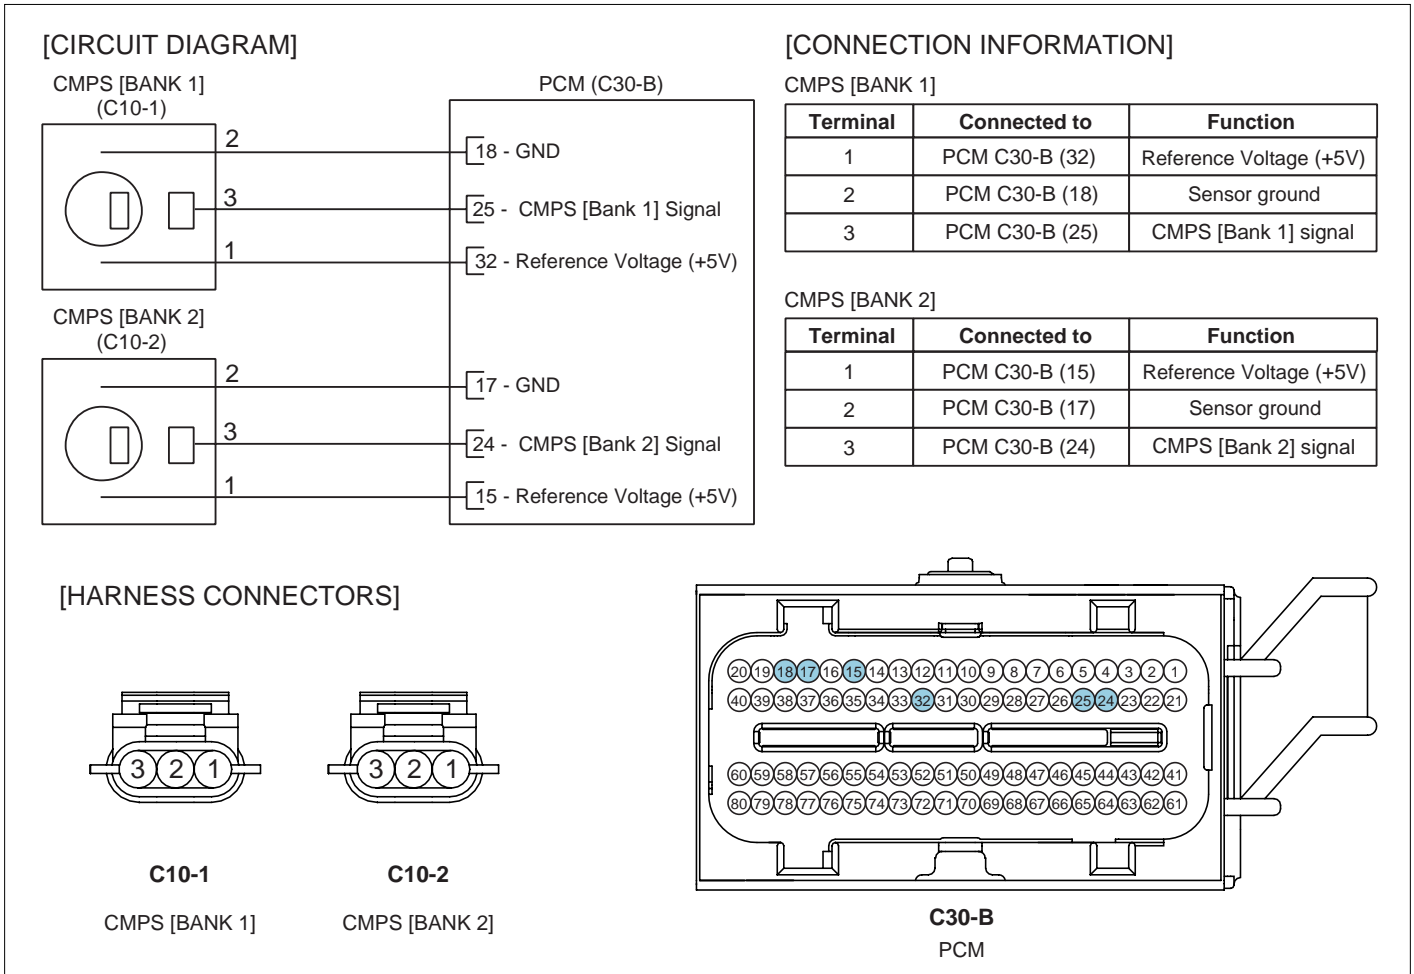 [CIRCUIT DIAGRAM]
CMPS [BANK 1]
(C10-1)
PCM (C30-B)
2
18 - GND
3
25 - CMPS [Bank 1] Signal
1
32 - Reference Voltage (+5V)
CMPS [BANK 2]
(C10-2)
2
17 - GND
3
24 - CMPS [Bank 2] Signal
1
15 - Reference Voltage (+5V)
[CONNECTION INFORMATION]
CMPS [BANK 1]
Terminal Connected to Function
1 PCM C30-B (32) Reference Voltage (+5V)
2 PCM C30-B (18) Sensor ground
3 PCM C30-B (25) CMPS [Bank 1] signal
CMPS [BANK 2]
Terminal Connected to Function
1 PCM C30-B (15) Reference Voltage (+5V)
2 PCM C30-B (17) Sensor ground
3 PCM C30-B (24) CMPS [Bank 2] signal
[HARNESS CONNECTORS]
3 2 1
C10-1
CMPS [BANK 1]
3 2 1
C10-2
CMPS [BANK 2]
20 19 18 17 16 15 14 13 12 11 10 9 8 7 6 5 4 3 2 1
40 39 38 37 36 35 34 33 32 31 30 29 28 27 26 25 24 23 22 21
60 59 58 57 56 55 54 53 52 51 50 49 48 47 46 45 44 43 42 41
80 79 78 77 76 75 74 73 72 71 70 69 68 67 66 65 64 63 62 61
C30-B
PCM